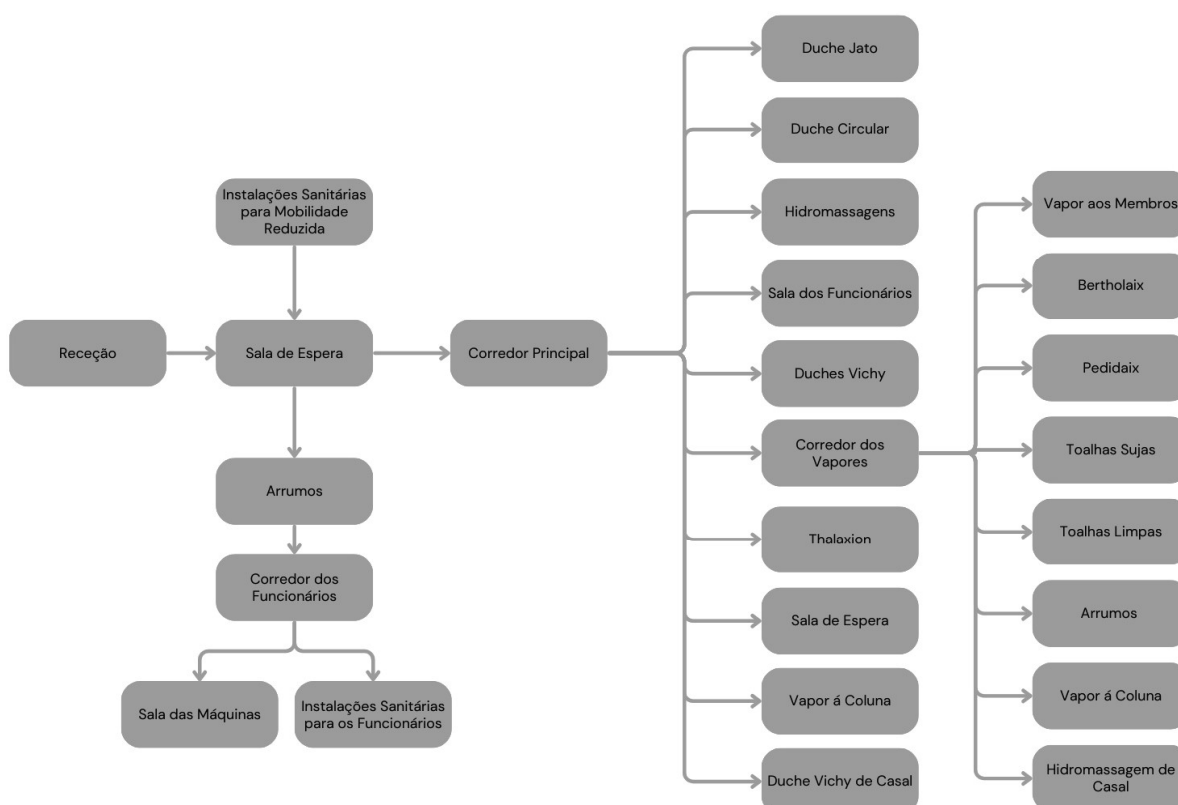 Duche Jato
Duche Circular
Instalações Sanitárias
para Mobilidade
Reduzida
Hidromassagens
Vapor aos Membros
Sala dos Funcionários
Bertholaix
Receção
Sala de Espera
Corredor Principal
Duches Vichy
Pedidaix
Corredor dos
Vapores
Toalhas Sujas
Arrumos
Thalaxion
Toalhas Limpas
Corredor dos
Funcionários
Sala de Espera
Arrumos
Sala das Máquinas
Instalações Sanitárias
para os Funcionários
Vapor á Coluna
Vapor á Coluna
Duche Vichy de Casal
Hidromassagem de
Casal